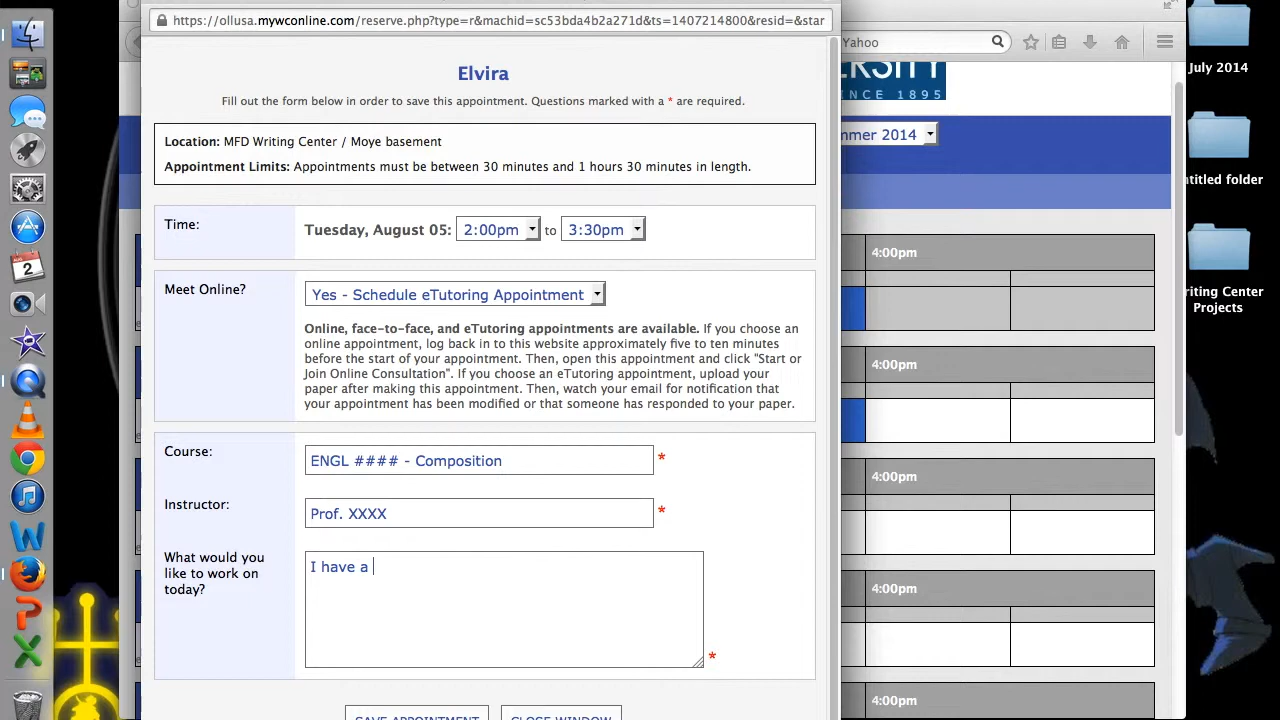 https://ollusa.mywconline.com/reserve.php?type=r&machid=sc53bda4b2a271d&ts=1407214800&resid=&star
Yahoo
July 2014
Elvira
Fill out the form below in order to save this appointment. Questions marked with a * are required.
SINCE 1895
Location: MFD Writing Center / Moye basement
Appointment Limits: Appointments must be between 30 minutes and 1 hours 30 minutes in length.
mmer 2014
ntitled folder
Time:
Tuesday, August 05: 2:00pm to 3:30pm
4:00pm
Meet Online?
Yes - Schedule eTutoring Appointment
riting Center
Projects
Online, face-to-face, and eTutoring appointments are available. If you choose an
online appointment, log back in to this website approximately five to ten minutes
before the start of your appointment. Then, open this appointment and click "Start or
Join Online Consultation". If you choose an eTutoring appointment, upload your
paper after making this appointment. Then, watch your email for notification that
your appointment has been modified or that someone has responded to your paper.
4:00pm
Course:
ENGL #### - Composition *
4:00pm
Instructor:
Prof. XXXX *
What would you
like to work on
today?
I have a
*
4:00pm
4:00pm
SAVE APPOINTMENT
CLOSE WINDOW
2